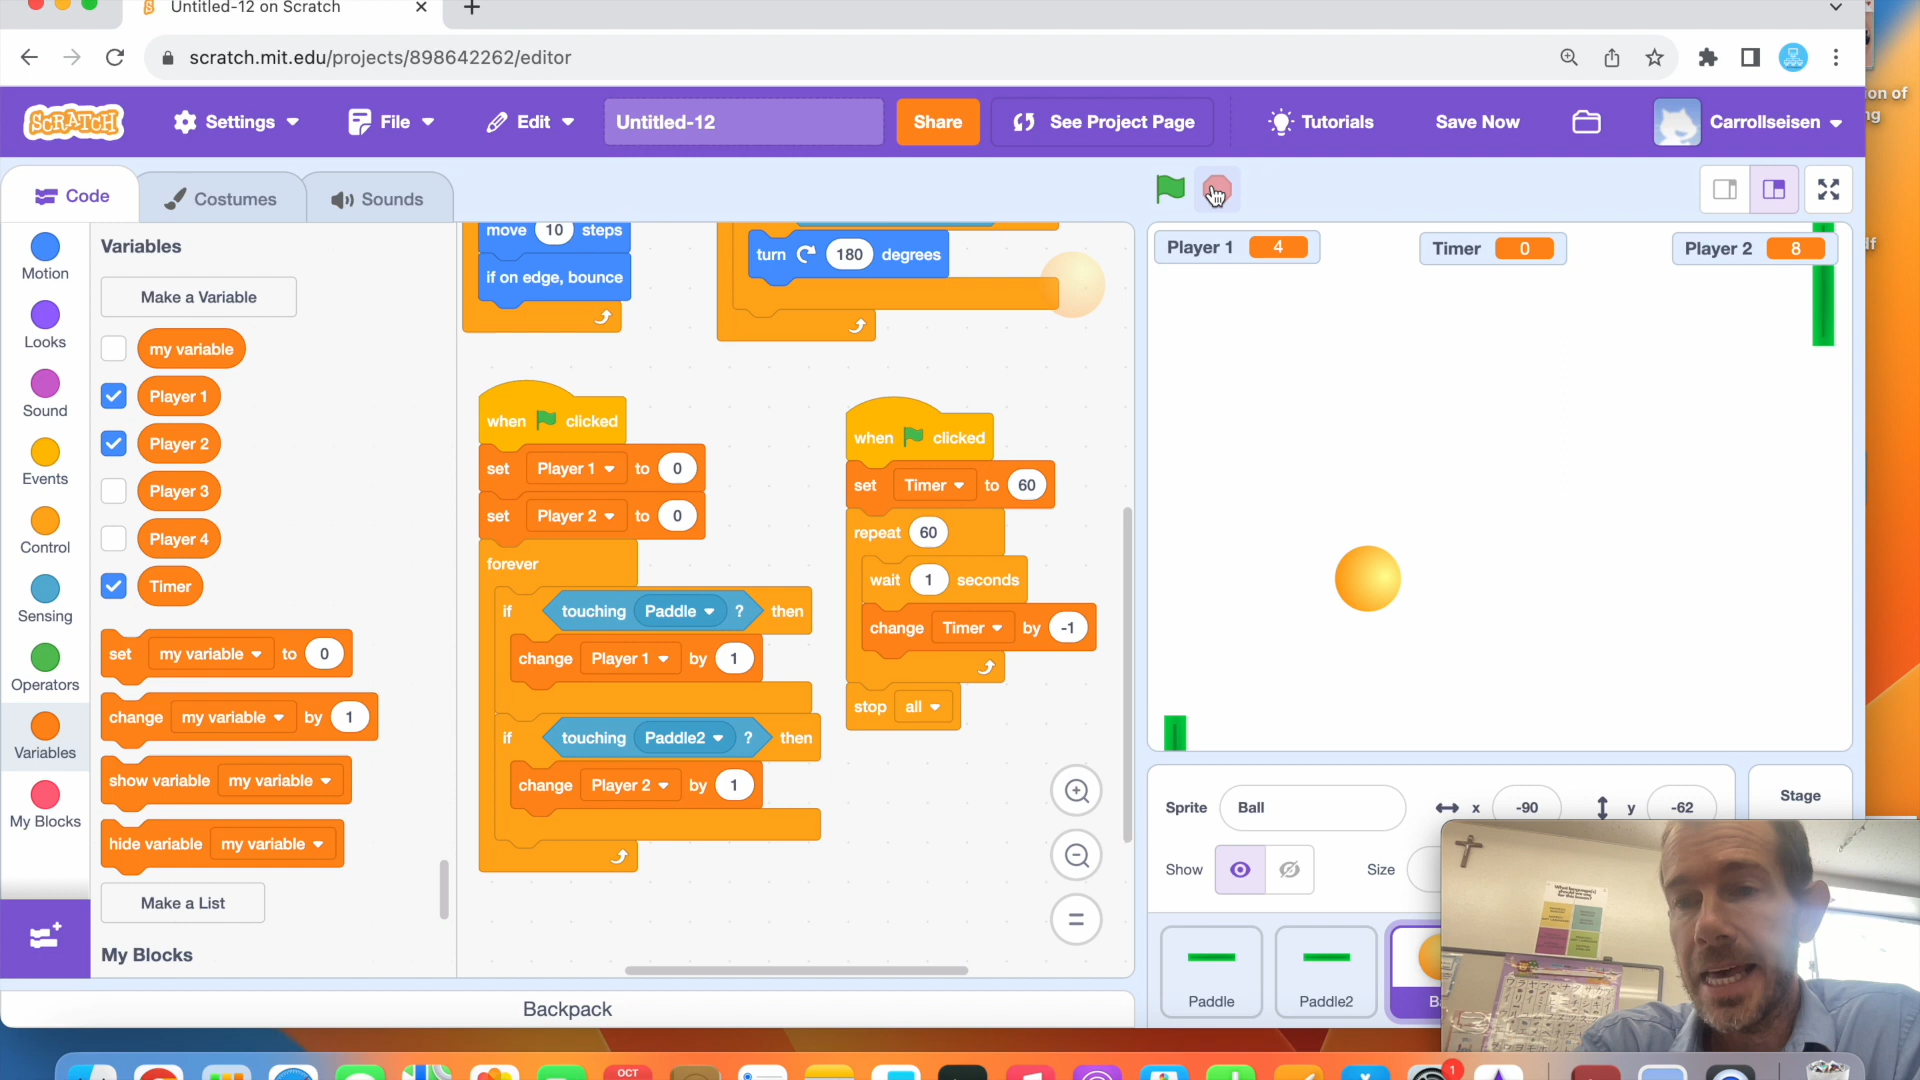 Untitled-12 on Scratch
scratch.mit.edu/projects/898642262/editor
SCRATCH
Settings
File
Edit
Untitled-12
Share
See Project Page
Tutorials
Save Now
Carrollseisen
Code
Costumes
Sounds
Motion
Looks
Sound
Events
Control
Sensing
Operators
Variables
My Blocks
Variables
Make a Variable
my variable
Player 1
Player 2
Player 3
Player 4
Timer
set my variable to 0
change my variable by 1
show variable my variable
hide variable my variable
Make a List
My Blocks
move 10 steps
if on edge, bounce
turn 180 degrees
when clicked
set Player 1 to 0
set Player 2 to 0
forever
if touching Paddle ? then
change Player 1 by 1
if touching Paddle2 ? then
change Player 2 by 1
when clicked
set Timer to 60
repeat 60
wait 1 seconds
change Timer by -1
stop all
Backpack
Player 1 4
Timer 0
Player 2 8
Sprite Ball x -90 y -62
Show Size
Stage
Paddle
Paddle2
OCT
1